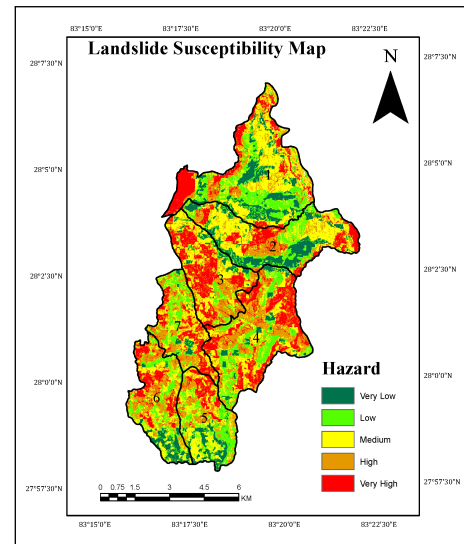 83°15'0"E 83°17'30"E 83°20'0"E 83°22'30"E
Landslide Susceptibility Map
N
28°7'30"N 28°7'30"N
28°5'0"N 28°5'0"N
1
2
28°2'30"N 28°2'30"N
3
7
4
Hazard
28°0'0"N 28°0'0"N
6
5
Very Low
Low
Medium
High
Very High
27°57'30"N 27°57'30"N
0 0.75 1.5 3 4.5 6
KM
83°15'0"E 83°17'30"E 83°20'0"E 83°22'30"E